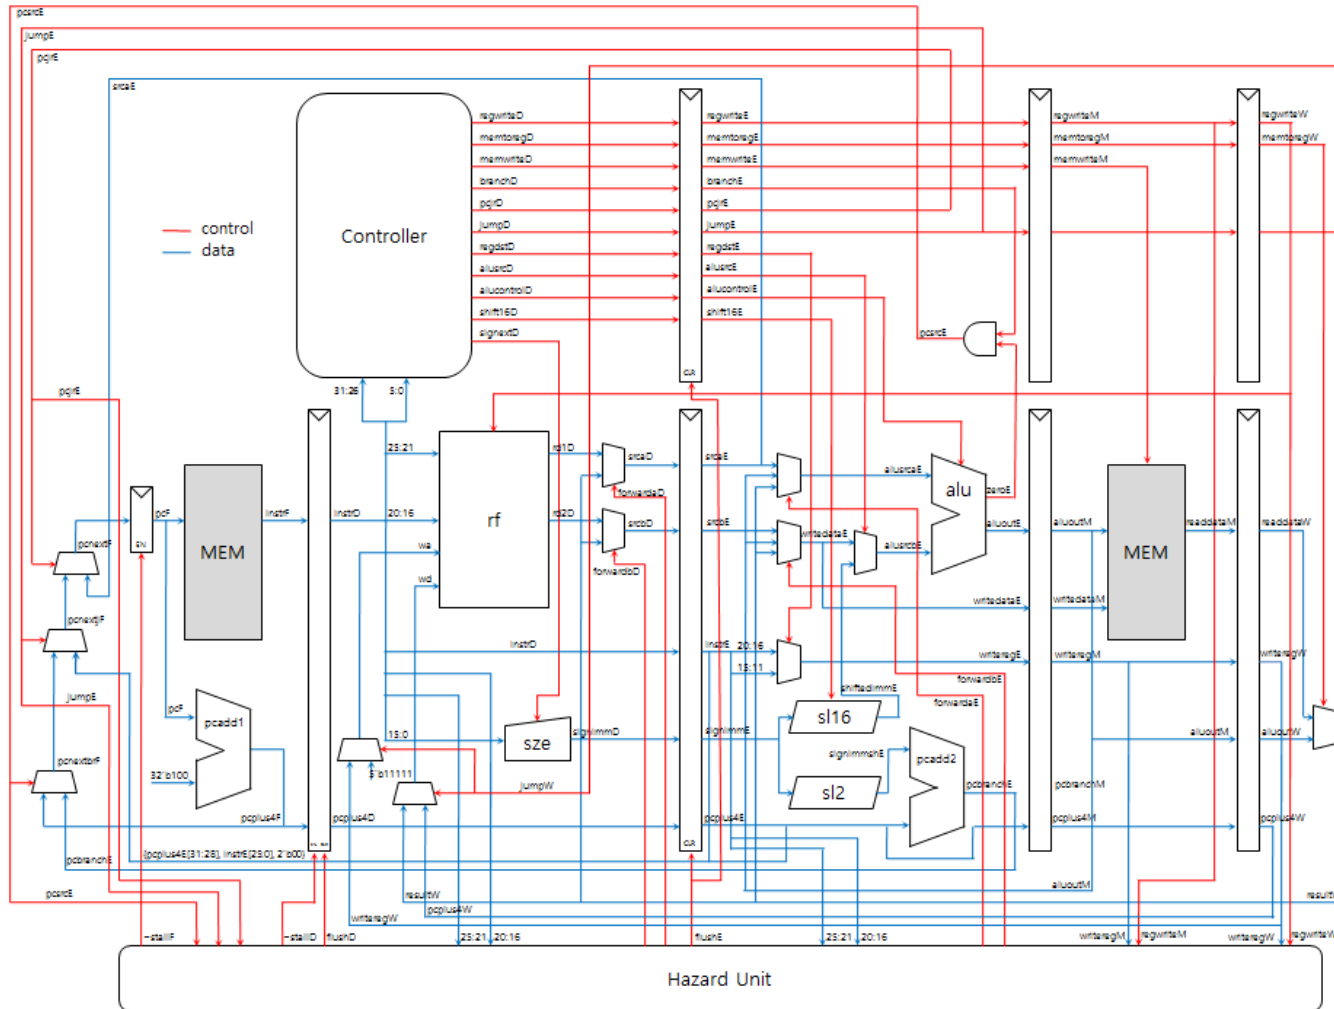 pcsrcE
jumpE
pcjrE
srcaE
regwriteD
regwriteE
regwriteM
regwriteW
memtoregD
memtoregE
memtoregM
memtoregW
memwriteD
memwriteE
memwriteM
branchD
branchE
pcjrD
pcjrE
control
data
Controller
jumpD
jumpE
regdstD
regdstE
alusrcD
alusrcE
alucontrolD
alucontrolE
shift16D
shift16E
signextD
pcsrcE
CLR
pcjrE
31:26
5:0
25:21
rd1D
srcaD
srcaE
alusrcaE
alu
zeroE
forwardaD
pcF
instrF
instrD
20:16
rf
rd2D
srcbD
srcbE
writedataE
aluoutE
aluoutM
readdataM
readdataW
pcnextF
EN
MEM
wa
alusrcbE
MEM
forwardbD
wd
writedataE
writedataM
pcnextjF
instrD
instrE
20:16
15:11
writeregE
writeregM
writeregW
forwardbE
shiftedimmE
forwardaE
jumpE
pcF
pcadd1
15:0
sze
signimmD
signimmE
sl16
signimmshE
pcadd2
aluoutM
aluoutW
pcnextbrF
32'b100
5'b11111
jumpW
sl2
pcbranchE
pcbranchM
pcplus4F
pcplus4D
pcplus4E
pcplus4M
pcplus4W
CLR
{pcplus4E[31:28], instrE[25:0], 2'b00}
pcbranchE
pcsrcE
resultW
aluoutM
resultW
pcplus4W
writeregW
~stallF
~stallD
flushD
25:21
20:16
flushE
25:21
20:16
writeregM
regwriteM
writeregW
regwriteW
Hazard Unit